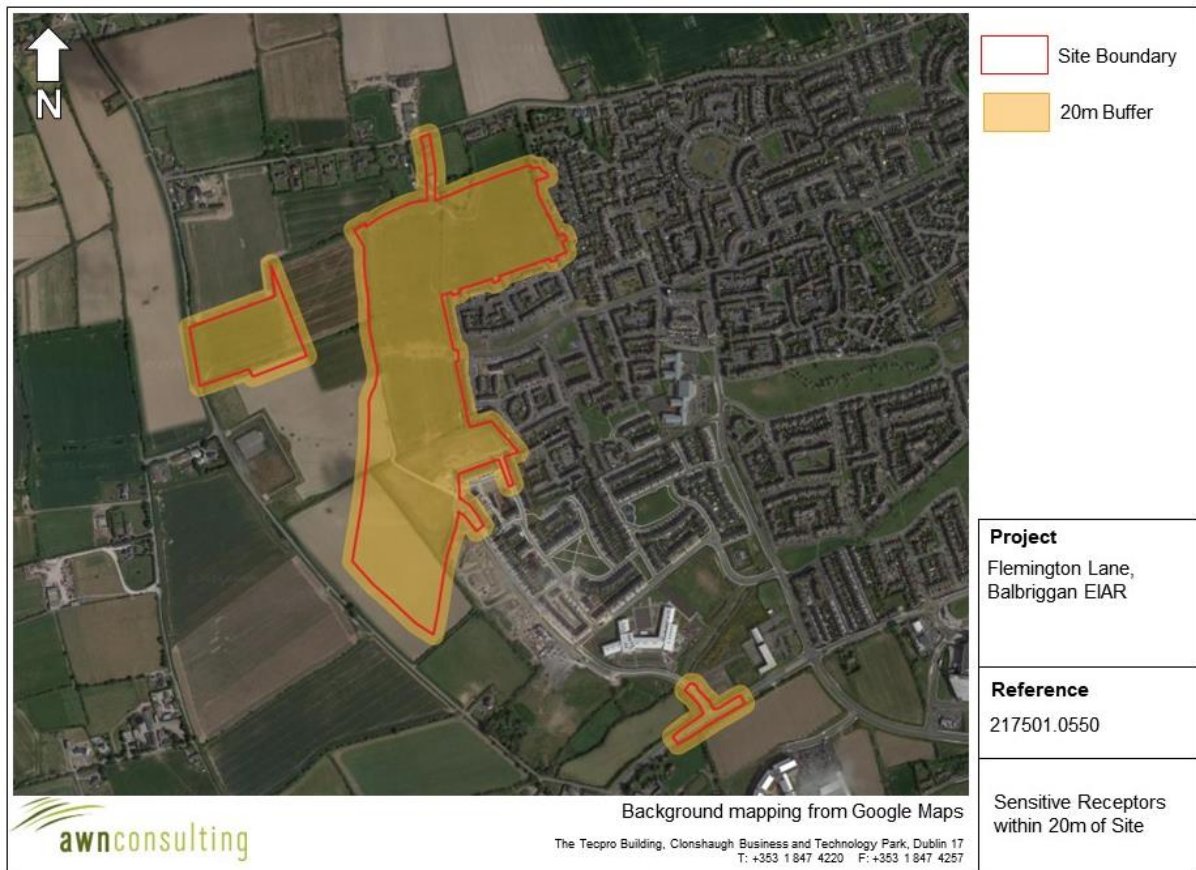 N
Site Boundary
20m Buffer
Project
Flemington Lane,
Balbriggan EIAR
Reference
217501.0550
Sensitive Receptors
within 20m of Site
awnconsulting
Background mapping from Google Maps
The Tecpro Building, Clonshaugh Business and Technology Park, Dublin 17
T: +353 1 847 4220 F: +353 1 847 4257